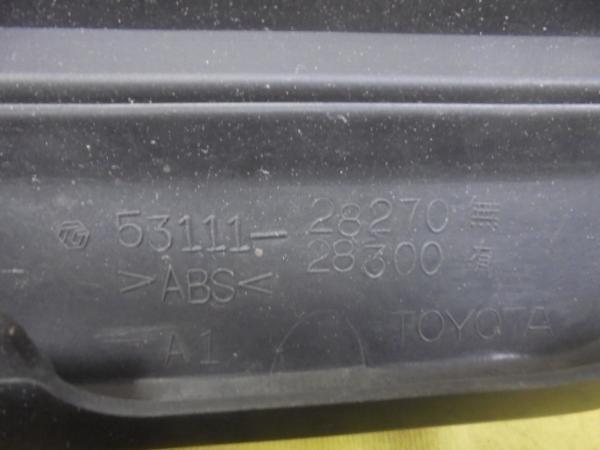 53111- 28270 無
28300 有
>ABS<
A1 TOYOTA